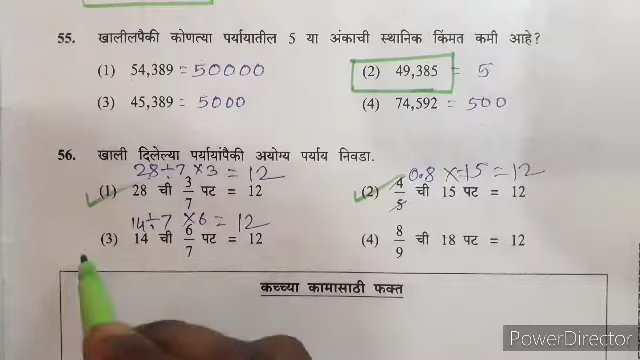 55. खालीलपैकी कोणत्या पर्यायातील 5 या अंकाची स्थानिक किंमत कमी आहे?
(1) 54,389 = 50000 (2) 49,385 = 5
(3) 45,389 = 5000 (4) 74,592 = 500
56. खाली दिलेल्या पर्यायांपैकी अयोग्य पर्याय निवडा.
28÷7 ×3 = 12 0.8 ×15 = 12
(1) 28 ची 3/7 पट = 12 (2) 4/5 ची 15 पट = 12
14÷7 ×6 = 12
(3) 14 ची 6/7 पट = 12 (4) 8/9 ची 18 पट = 12
कच्च्या कामासाठी फक्त
PowerDirector